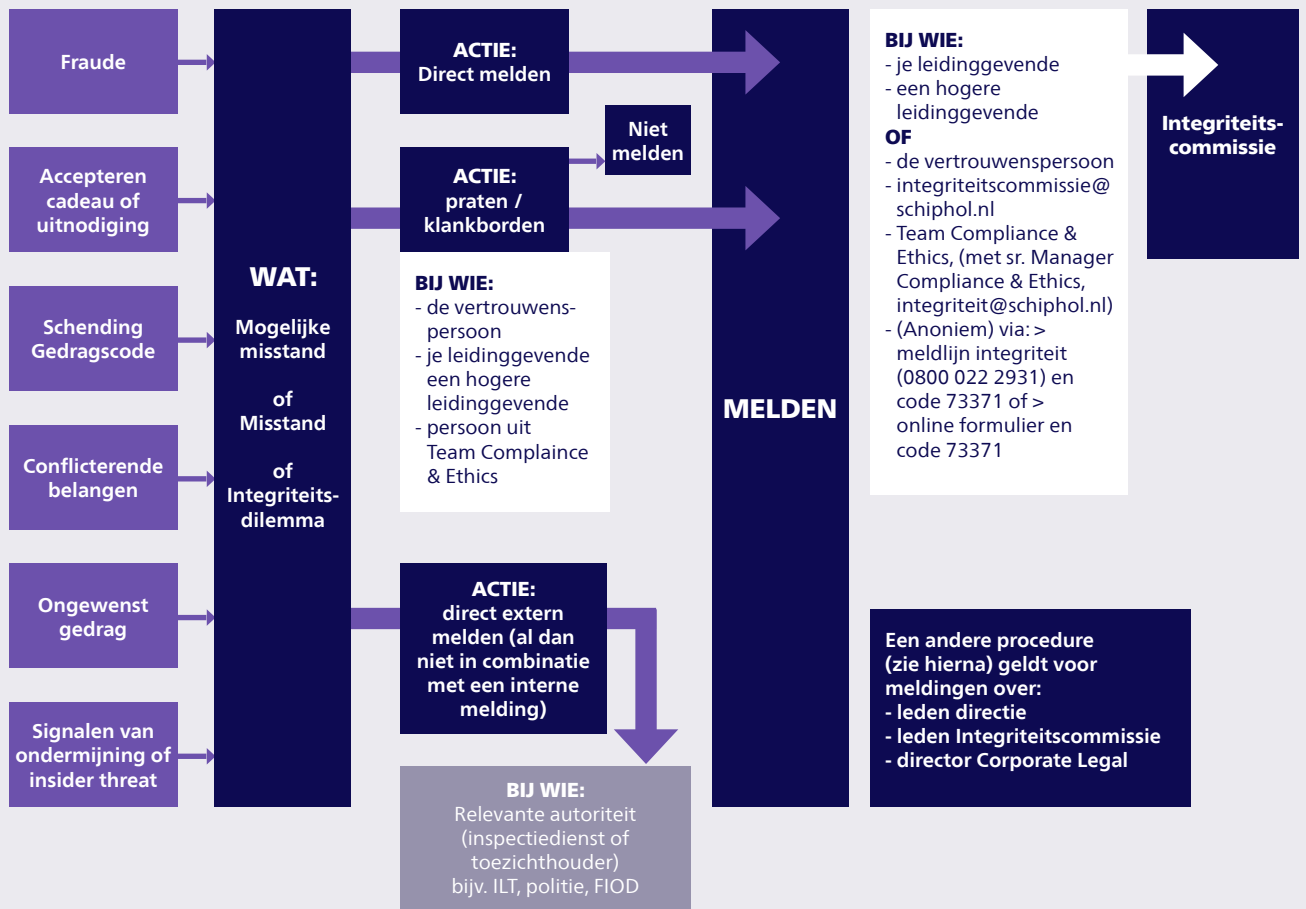 Fraude
Accepteren
cadeau of
uitnodiging
Schending
Gedragscode
Conflicterende
belangen
Ongewenst
gedrag
Signalen van
ondermijning of
insider threat
WAT:
Mogelijke
misstand
of
Misstand
of
Integriteits-
dilemma
ACTIE:
Direct melden
ACTIE:
praten /
klankborden
Niet
melden
BIJ WIE:
- de vertrouwens-
persoon
- je leidinggevende
een hogere
leidinggevende
- persoon uit
Team Complaince
& Ethics
ACTIE:
direct extern
melden (al dan
niet in combinatie
met een interne
melding)
BIJ WIE:
Relevante autoriteit
(inspectiedienst of
toezichthouder)
bijv. ILT, politie, FIOD
MELDEN
BIJ WIE:
- je leidinggevende
- een hogere
leidinggevende
OF
- de vertrouwenspersoon
- integriteitscommissie@
schiphol.nl
- Team Compliance &
Ethics, (met sr. Manager
Compliance & Ethics,
integriteit@schiphol.nl)
- (Anoniem) via: >
meldlijn integriteit
(0800 022 2931) en
code 73371 of >
online formulier en
code 73371
Integriteits-
commissie
Een andere procedure
(zie hierna) geldt voor
meldingen over:
- leden directie
- leden Integriteitscommissie
- director Corporate Legal